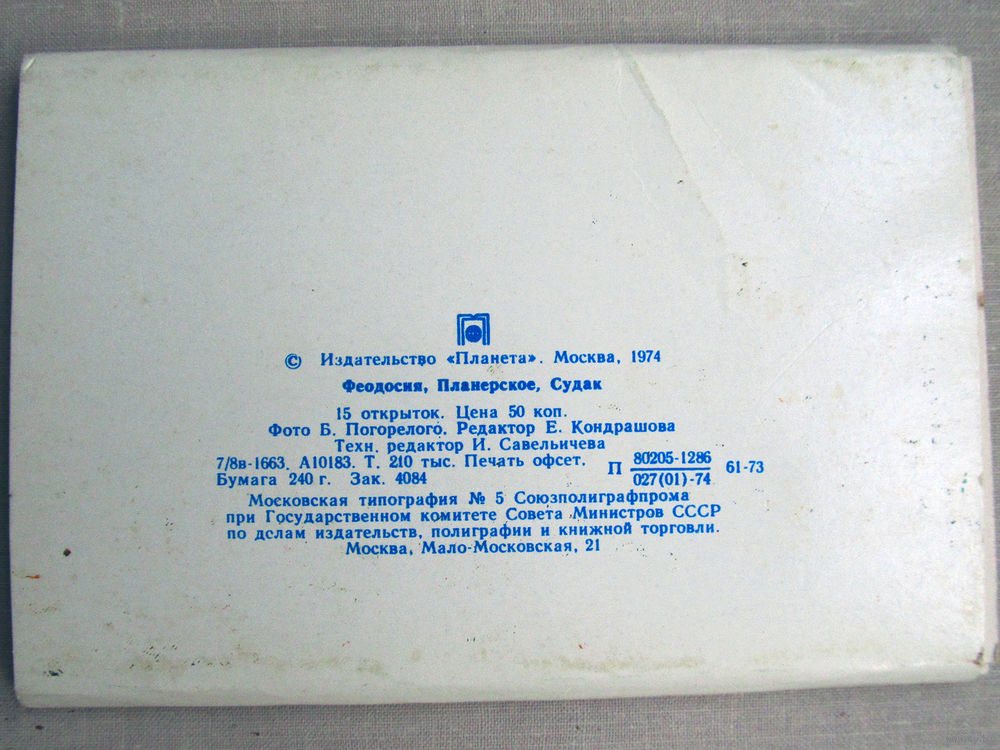 © Издательство «Планета». Москва, 1974
Феодосия, Планерское, Судак
15 открыток. Цена 50 коп.
Фото Б. Погорелого. Редактор Е. Кондрашова
Техн. редактор И. Савельичева
7/8в-1663. А10183. Т. 210 тыс. Печать офсет.
Бумага 240 г. Зак. 4084
П 80205-1286 61-73
027(01)-74
Московская типография № 5 Союзполиграфпрома
при Государственном комитете Совета Министров СССР
по делам издательств, полиграфии и книжной торговли.
Москва, Мало-Московская, 21